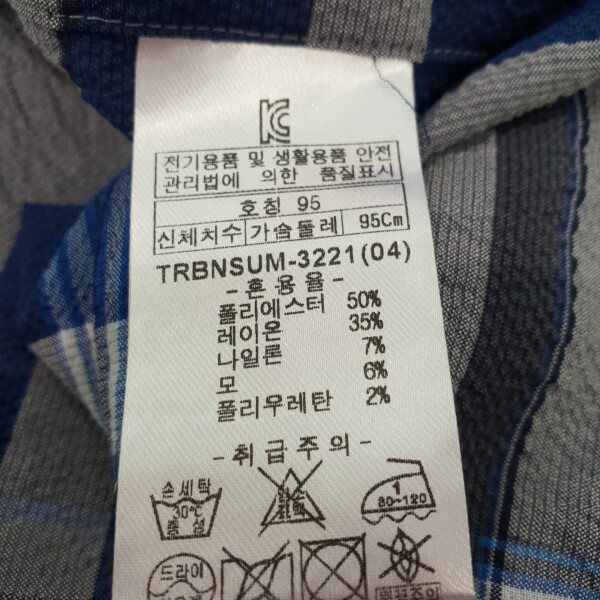 KC
전기용품 및 생활용품 안전
관리법에 의한 품질표시
호칭 95
신체치수 가슴둘레 95Cm
TRBNSUM-3221(04)
-혼용율-
폴리에스터 50%
레이온 35%
나일론 7%
모 6%
폴리우레탄 2%
-취급주의-
손세탁
30℃
중성
염소
표백
1
80~120
드라이